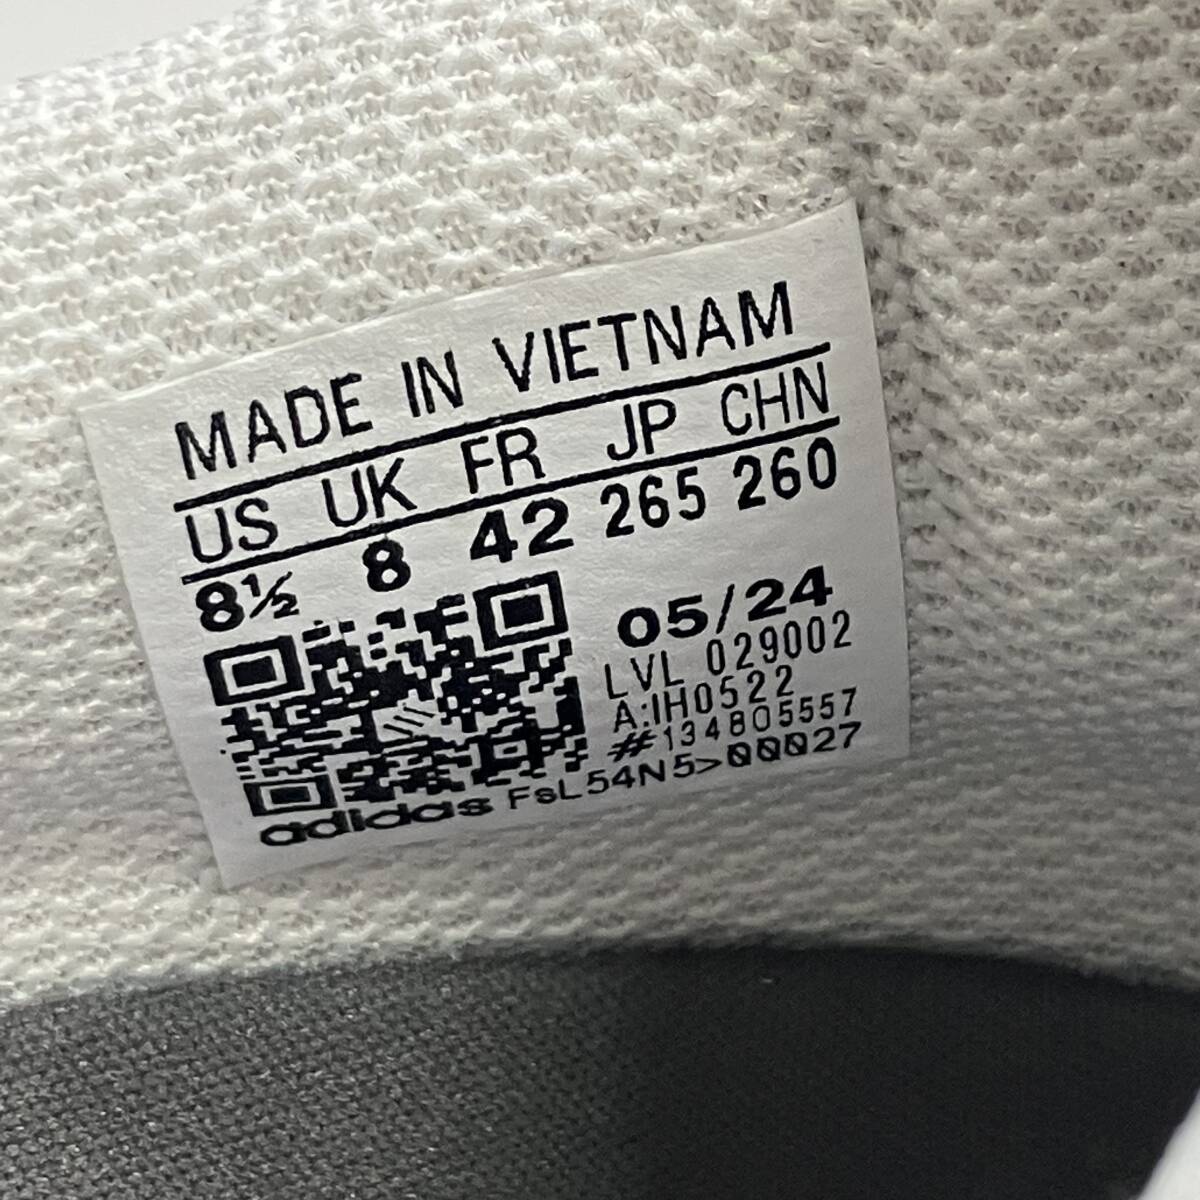 MADE IN VIETNAM
US UK FR JP CHN
8½ 8 42 265 260
05/24
LVL 029002
A:IH0522
#134805557
adidas FsL54N5>00027